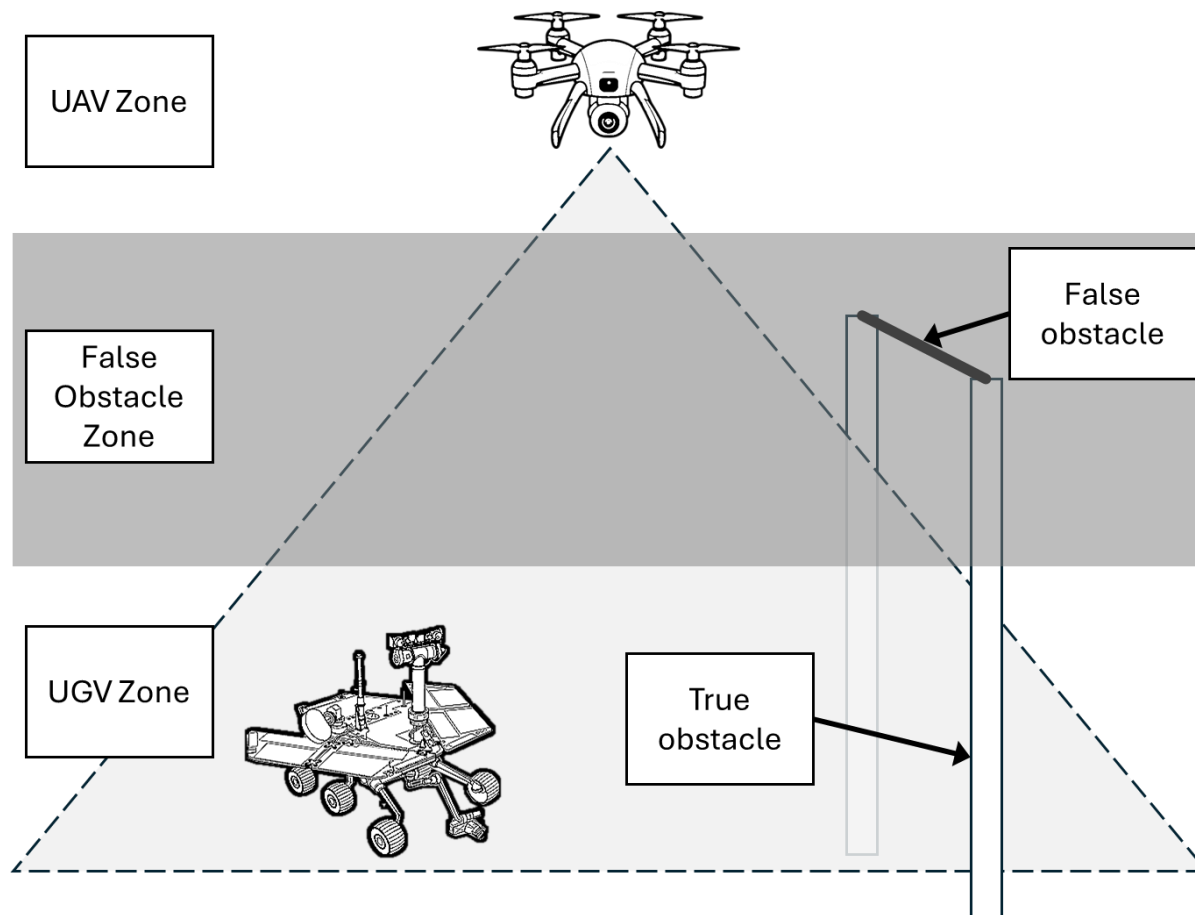 UAV Zone
False
obstacle
False
Obstacle
Zone
UGV Zone
True
obstacle